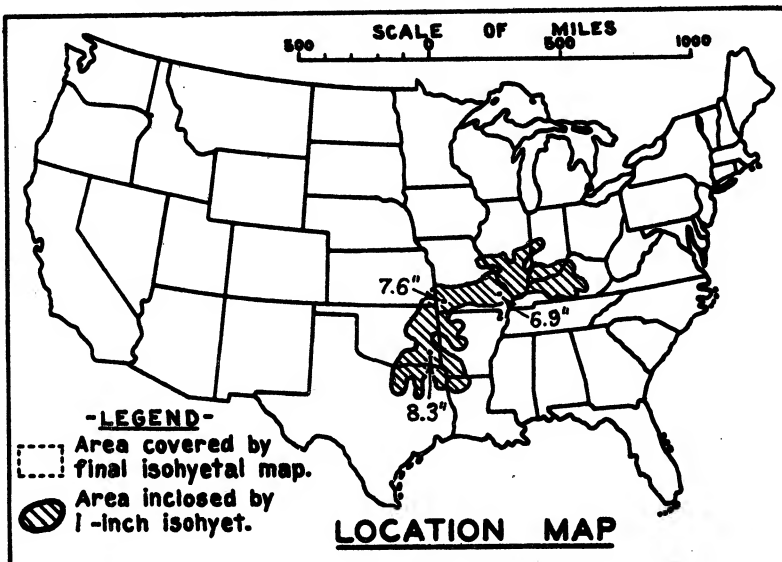 SCALE OF MILES
500 0 500 1000
7.6"
6.9"
8.3"
-LEGEND-
Area covered by
final isohyetal map.
Area inclosed by
1-inch isohyet.
LOCATION MAP